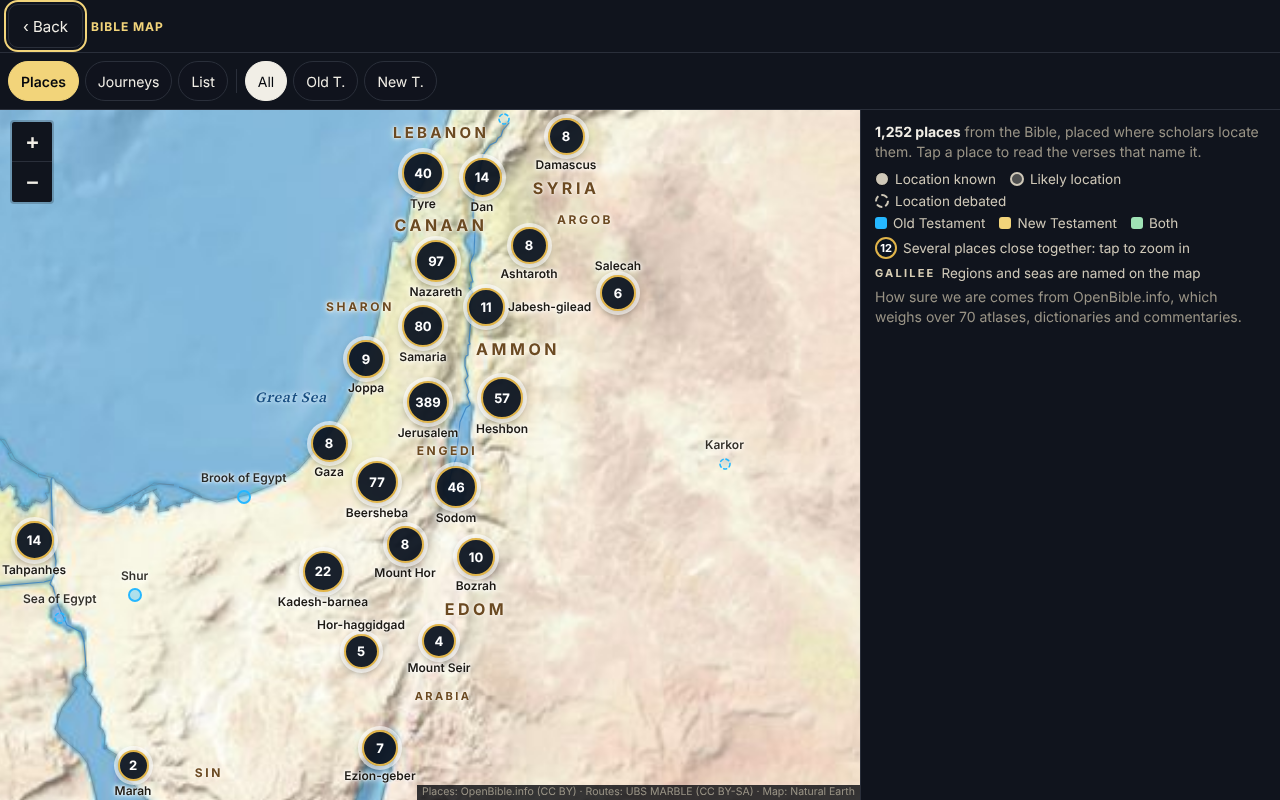 ‹ Back
BIBLE MAP
Places
Journeys
List
All
Old T.
New T.
+
−
LEBANON
8
Damascus
40
Tyre
14
Dan
SYRIA
CANAAN
ARGOB
97
Nazareth
8
Ashtaroth
Salecah
6
SHARON
11
Jabesh-gilead
80
Samaria
AMMON
9
Joppa
Great Sea
389
Jerusalem
57
Heshbon
8
Gaza
ENGEDI
Karkor
Brook of Egypt
77
Beersheba
46
Sodom
14
Tahpanhes
8
Mount Hor
10
Bozrah
Shur
22
Kadesh-barnea
Sea of Egypt
EDOM
Hor-haggidgad
5
4
Mount Seir
ARABIA
7
Ezion-geber
2
Marah
SIN
Places: OpenBible.info (CC BY) · Routes: UBS MARBLE (CC BY-SA) · Map: Natural Earth
1,252 places from the Bible, placed where scholars locate
them. Tap a place to read the verses that name it.
Location known
Likely location
Location debated
Old Testament
New Testament
Both
12 Several places close together: tap to zoom in
GALILEE Regions and seas are named on the map
How sure we are comes from OpenBible.info, which
weighs over 70 atlases, dictionaries and commentaries.